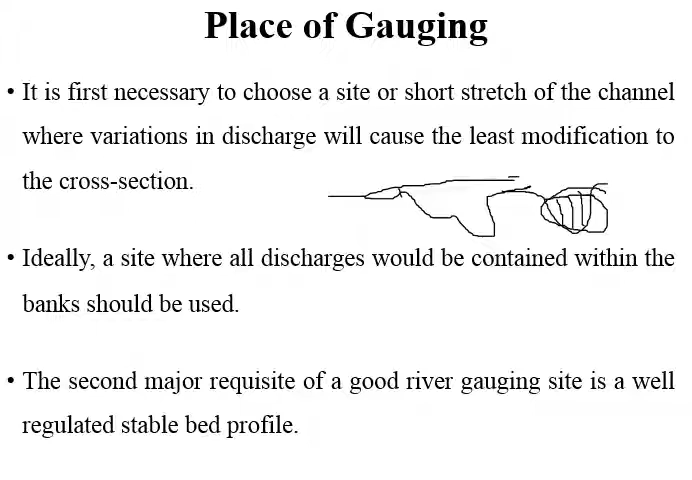 Place of Gauging
• It is first necessary to choose a site or short stretch of the channel
where variations in discharge will cause the least modification to
the cross-section.
• Ideally, a site where all discharges would be contained within the
banks should be used.
• The second major requisite of a good river gauging site is a well
regulated stable bed profile.